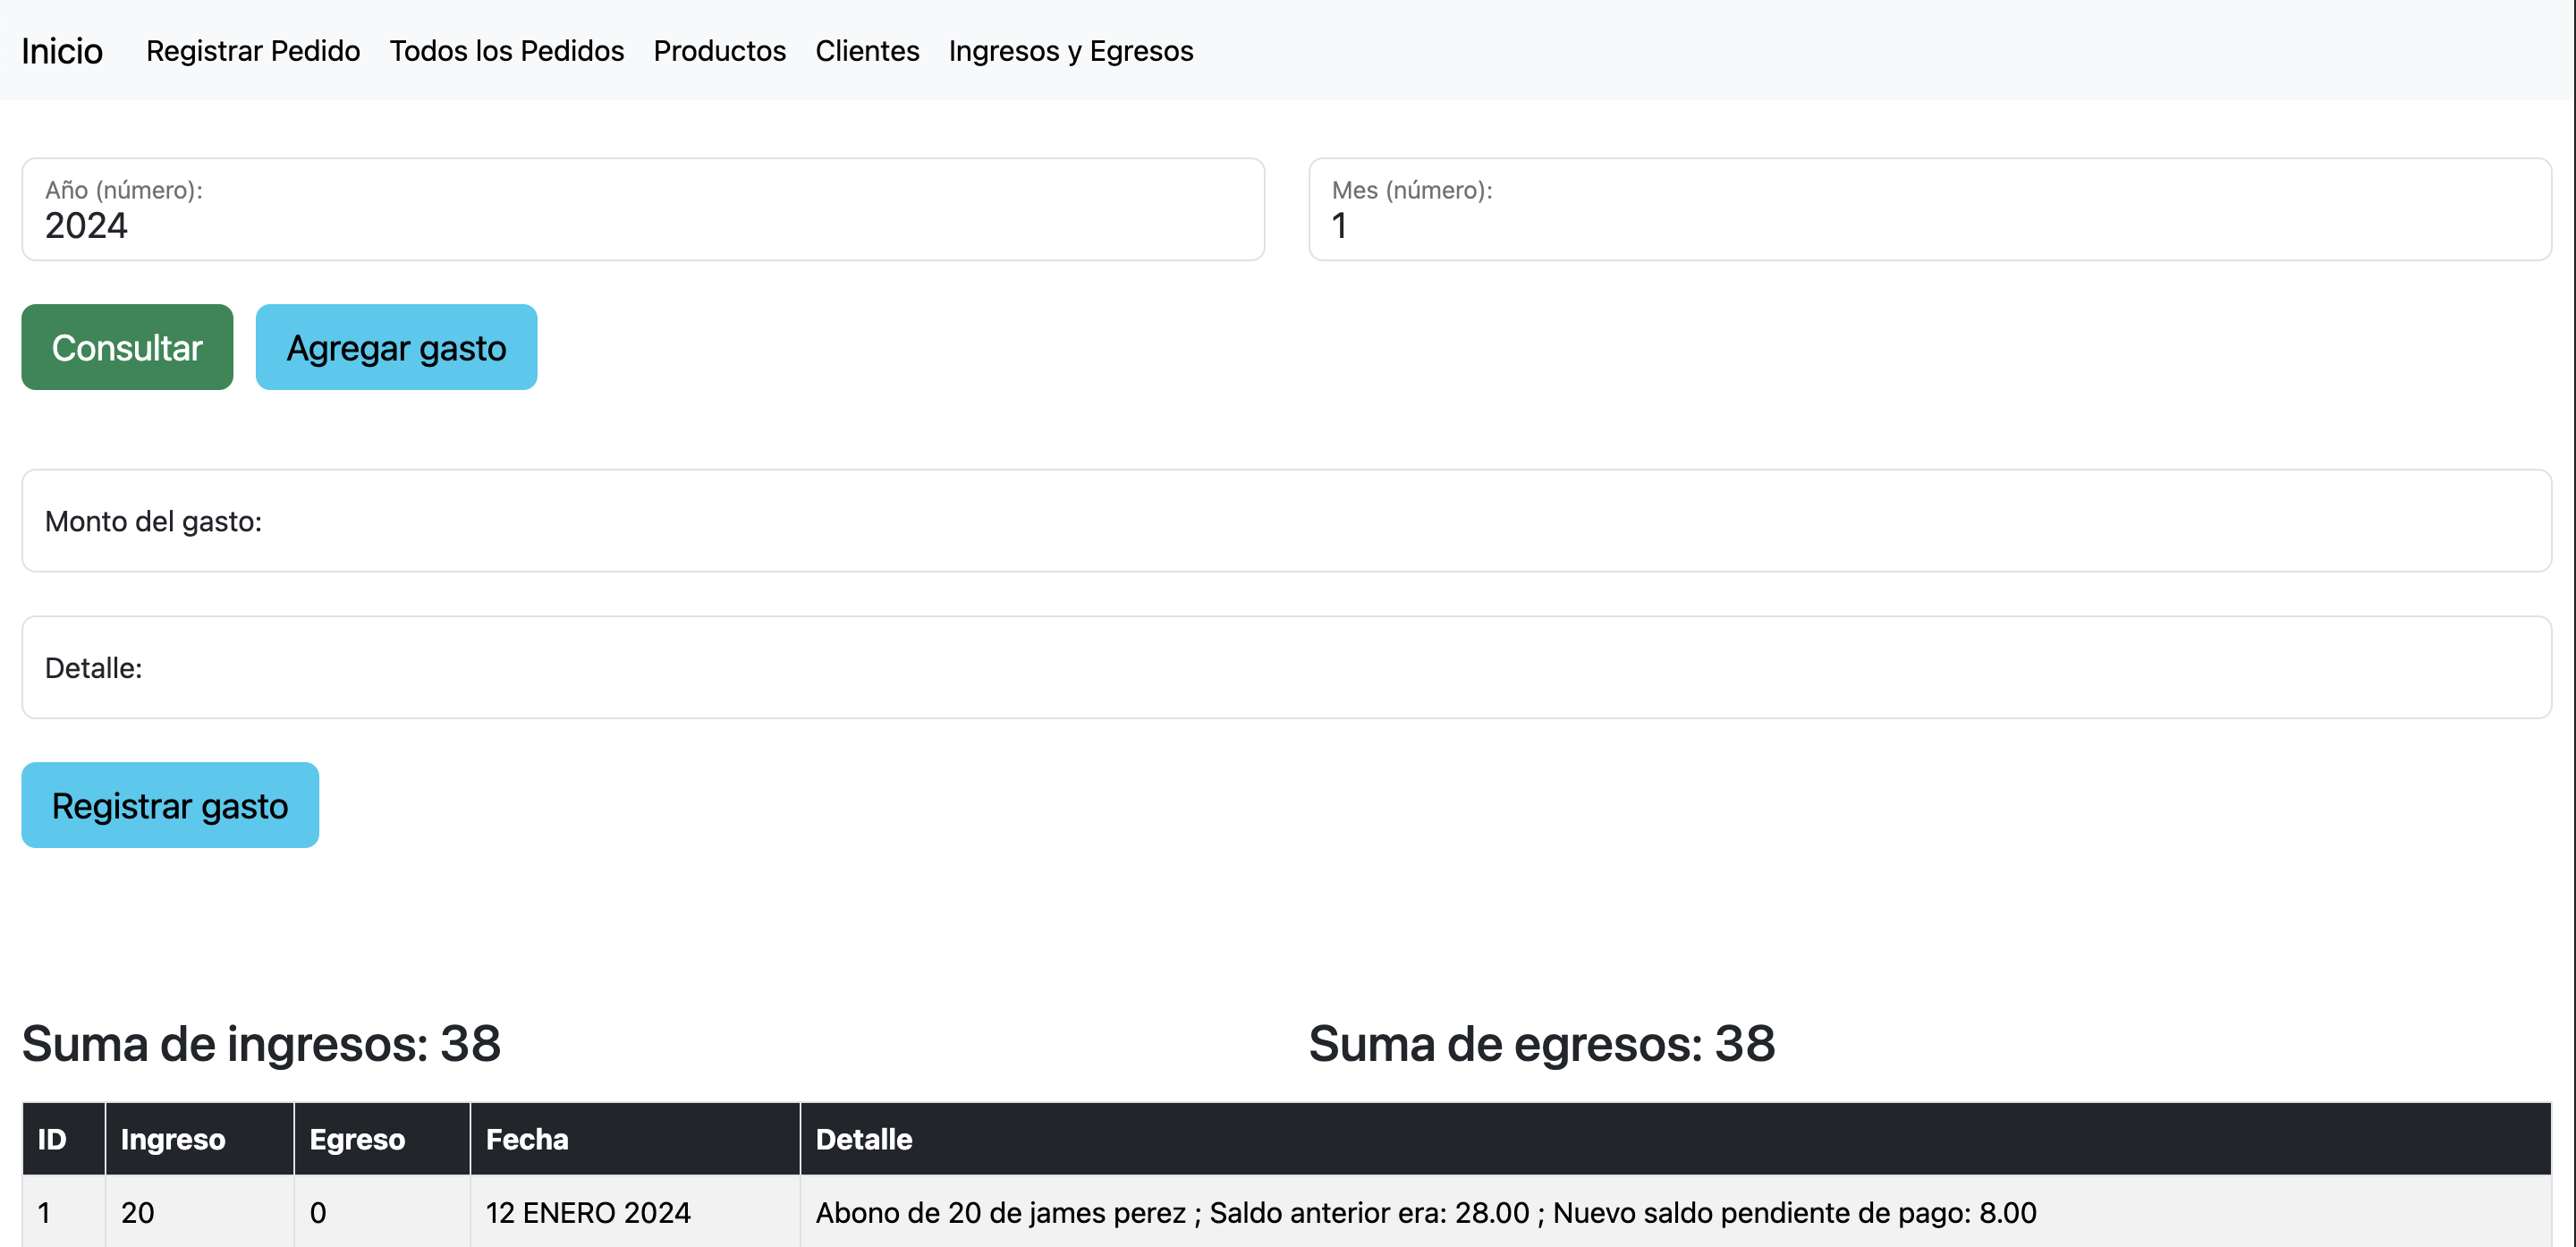 Inicio Registrar Pedido Todos los Pedidos Productos Clientes Ingresos y Egresos
Año (número): Mes (número):
2024 1
Consultar Agregar gasto
Monto del gasto:
Detalle:
Registrar gasto
Suma de ingresos: 38 Suma de egresos: 38
ID Ingreso Egreso Fecha Detalle
1 20 0 12 ENERO 2024 Abono de 20 de james perez ; Saldo anterior era: 28.00 ; Nuevo saldo pendiente de pago: 8.00